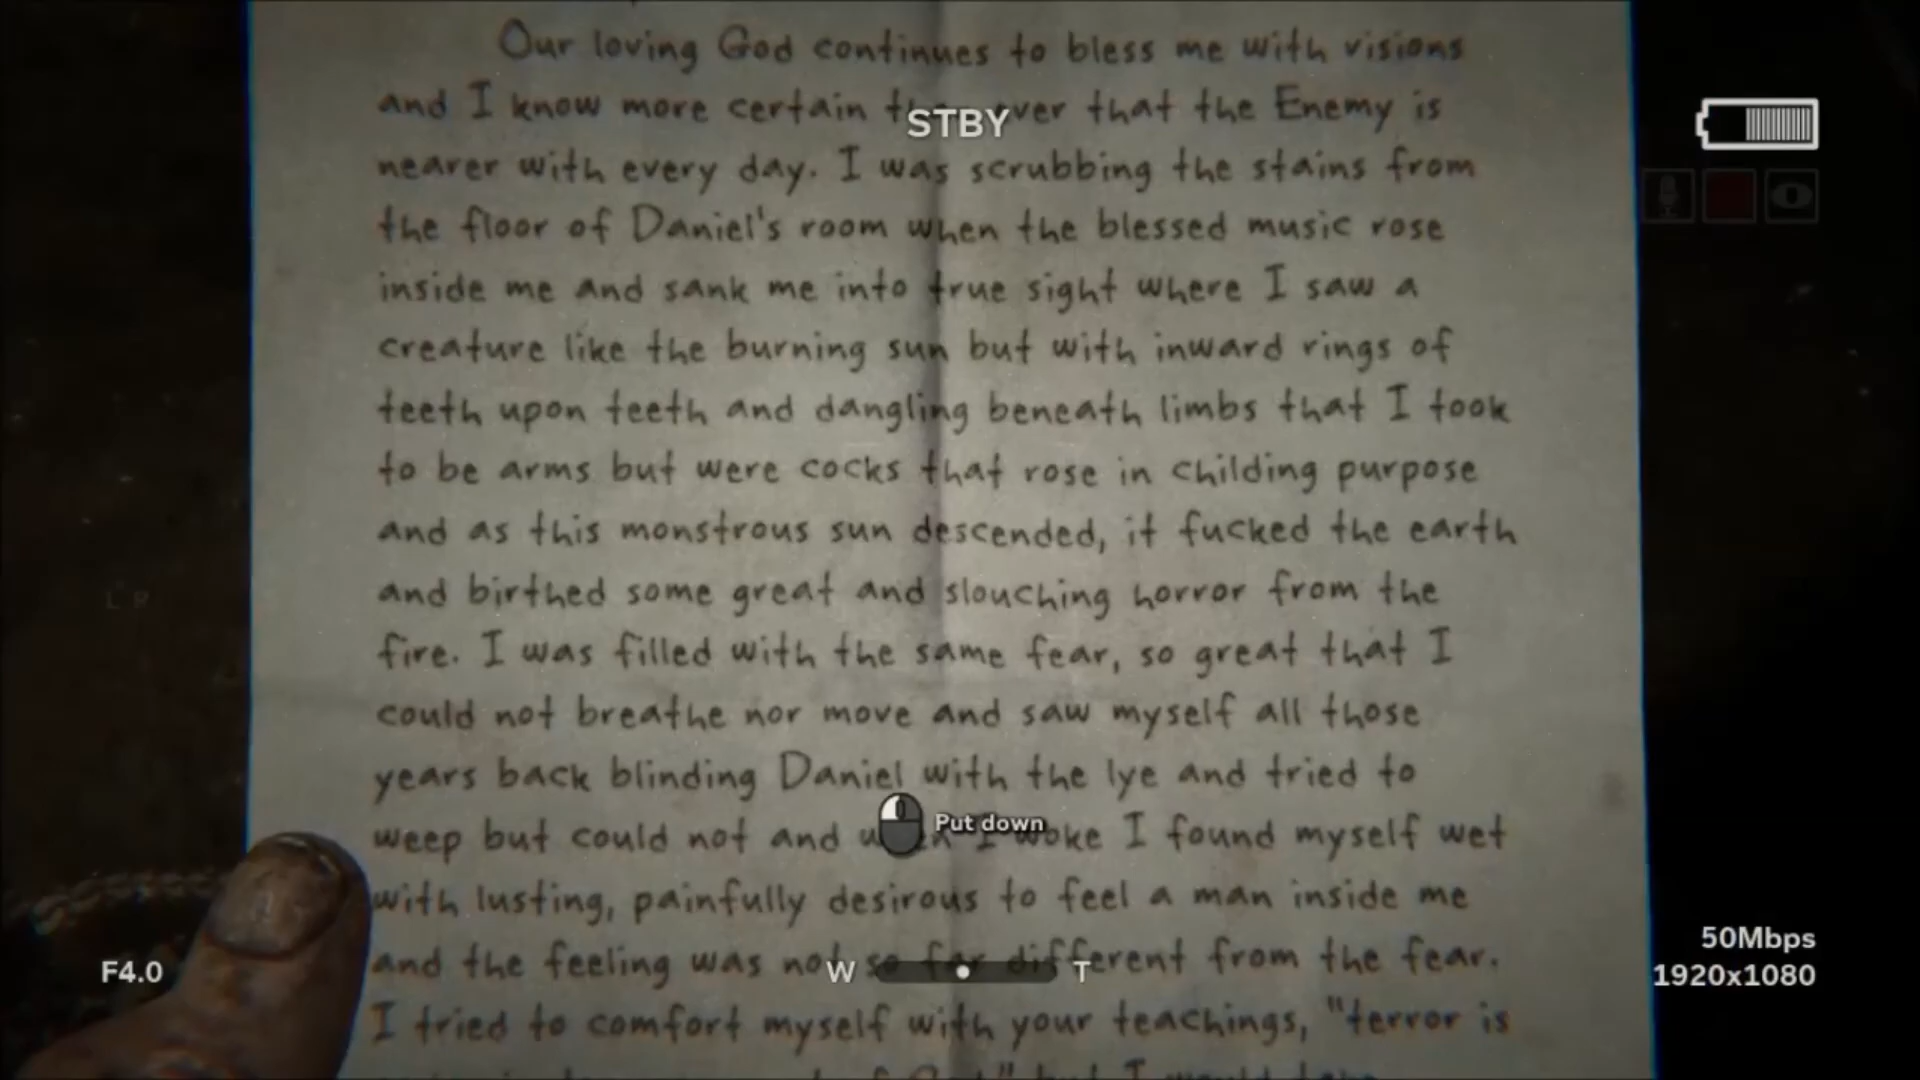 Our loving God continues to bless me with visions
and I know more certain ever that the Enemy is
STBY
nearer with every day. I was scrubbing the stains from
the floor of Daniel's room when the blessed music rose
inside me and sank me into true sight where I saw a
creature like the burning sun but with inward rings of
teeth upon teeth and dangling beneath limbs that I took
to be arms but were cocks that rose in childing purpose
and as this monstrous sun descended, it fucked the earth
and birthed some great and slouching horror from the
fire. I was filled with the same fear, so great that I
could not breathe nor move and saw myself all those
years back blinding Daniel with the lye and tried to
Put down
weep but could not and when I woke I found myself wet
with lusting, painfully desirous to feel a man inside me
and the feeling was not so far different from the fear.
I tried to comfort myself with your teachings, "terror is
50Mbps
F4.0
W
T
1920x1080